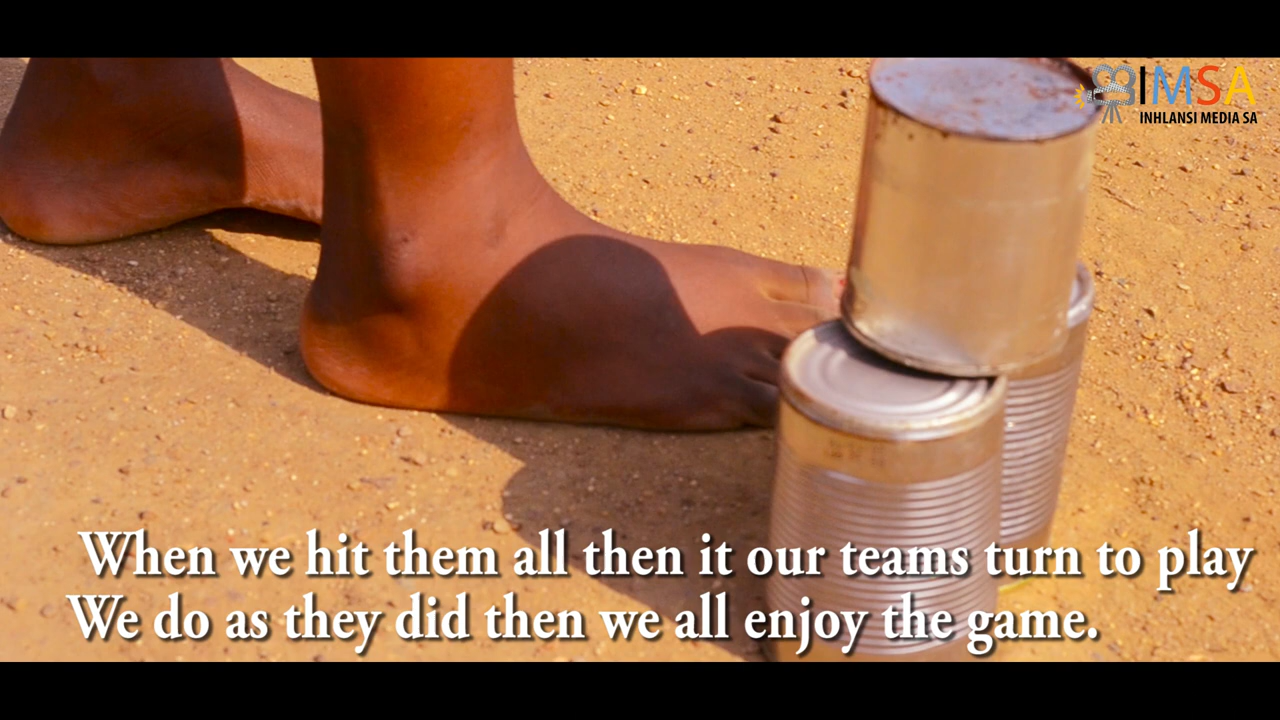 IMSA
INHLANSI MEDIA SA
When we hit them all then it our teams turn to play
We do as they did then we all enjoy the game.